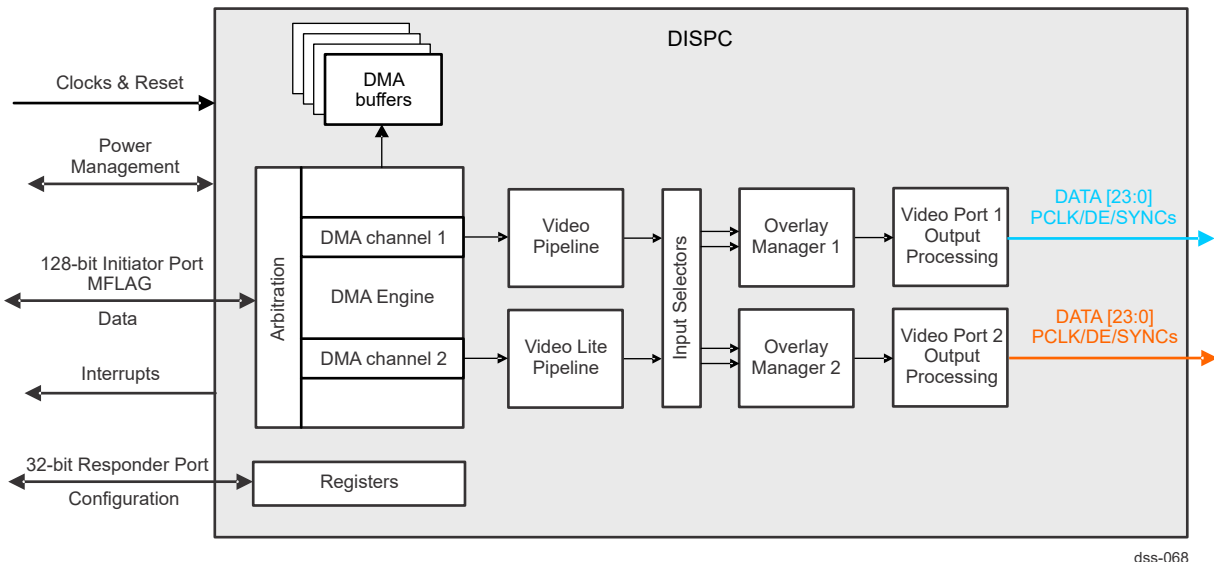 DISPC
DMA
buffers
Clocks & Reset
Power
Management
128-bit Initiator Port
MFLAG
Data
Interrupts
32-bit Responder Port
Configuration
Arbitration
DMA channel 1
DMA Engine
DMA channel 2
Registers
Video
Pipeline
Video Lite
Pipeline
Input Selectors
Overlay
Manager 1
Overlay
Manager 2
Video Port 1
Output
Processing
Video Port 2
Output
Processing
DATA [23:0]
PCLK/DE/SYNCs
DATA [23:0]
PCLK/DE/SYNCs
dss-068